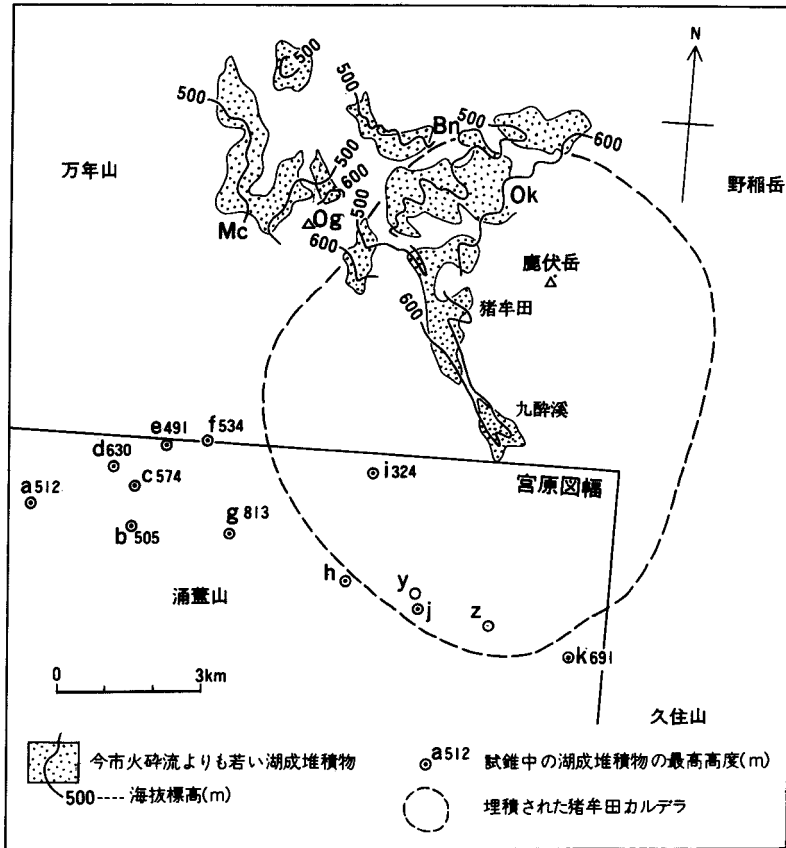 N
500
500
500
500
600
Bn
500
600
万年山
野稲岳
Mc
Og
500
600
500
Ok
鹿伏岳
猪牟田
600
九酔渓
e491
f534
d630
a512
c574
i324
宮原図幅
b505
g813
h
y
j
z
涌蓋山
k691
0
3km
久住山
今市火砕流よりも若い湖成堆積物
500----海抜標高(m)
a512
試錐中の湖成堆積物の最高高度(m)
埋積された猪牟田カルデラ